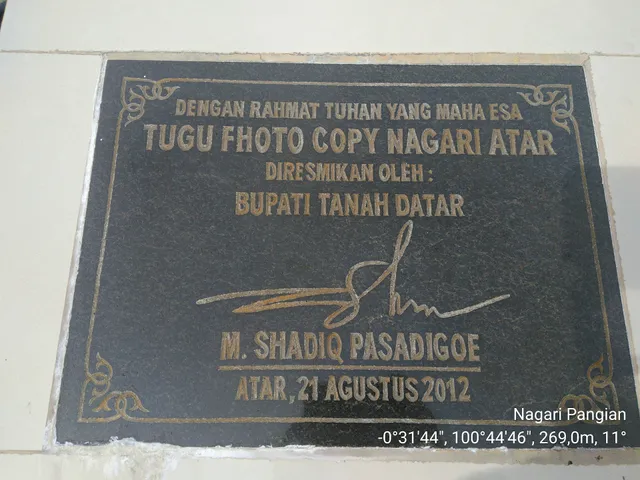 DENGAN RAHMAT TUHAN YANG MAHA ESA
TUGU FHOTO COPY NAGARI ATAR
DIRESMIKAN OLEH :
BUPATI TANAH DATAR
M. SHADIQ PASADIGOE
ATAR, 21 AGUSTUS 2012
Nagari Pangian
-0°31'44", 100°44'46", 269,0m, 11°